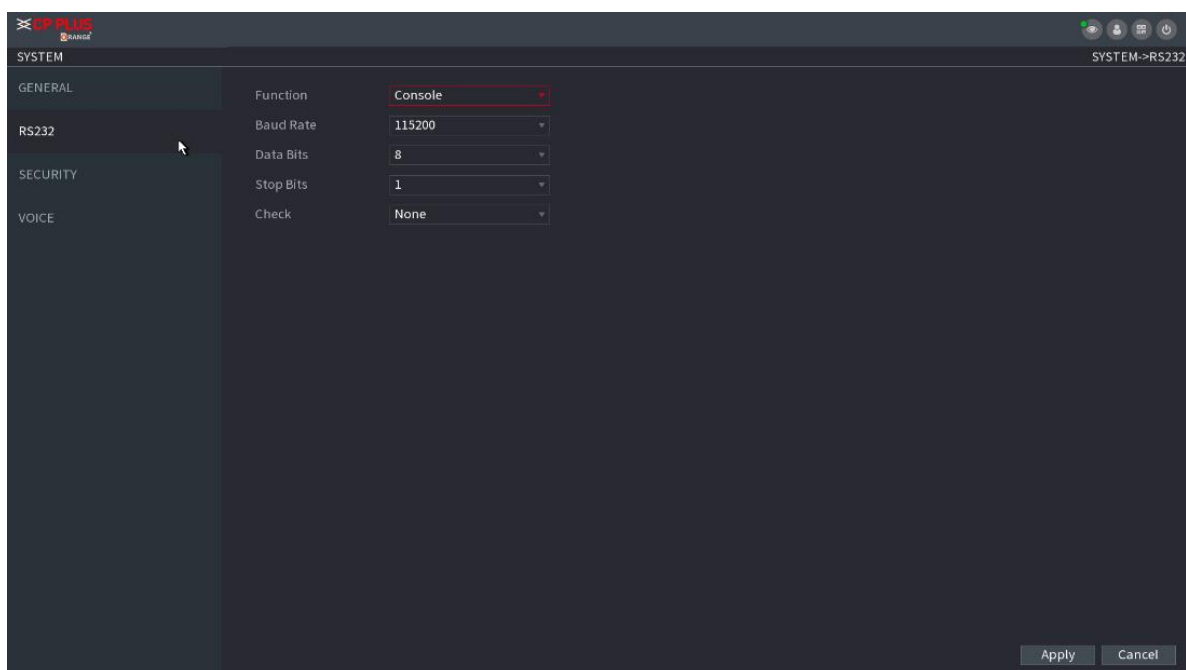 CP PLUS
ORANGE
SYSTEM
SYSTEM->RS232
GENERAL
RS232
SECURITY
VOICE
Function Console
Baud Rate 115200
Data Bits 8
Stop Bits 1
Check None
Apply Cancel